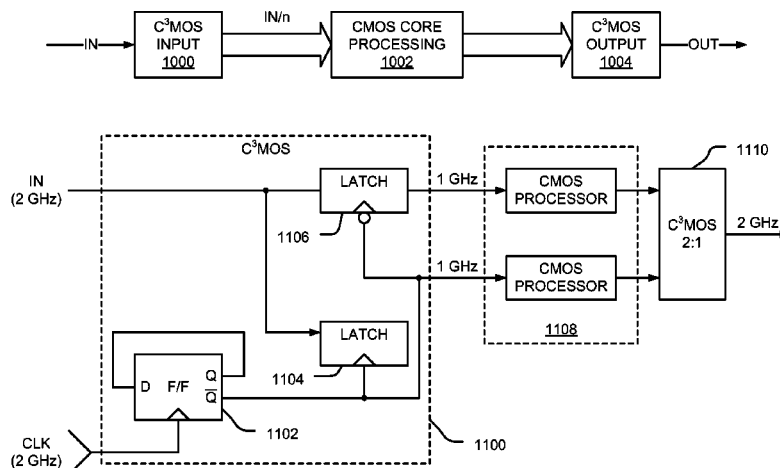 IN
C³MOS
INPUT
1000
IN/n
CMOS CORE
PROCESSING
1002
C³MOS
OUTPUT
1004
OUT
C³MOS
IN
(2 GHz)
LATCH
1106
1 GHz
1 GHz
CMOS
PROCESSOR
CMOS
PROCESSOR
1108
1110
C³MOS
2:1
2 GHz
LATCH
1104
D F/F Q
Q̅
1102
1100
CLK
(2 GHz)